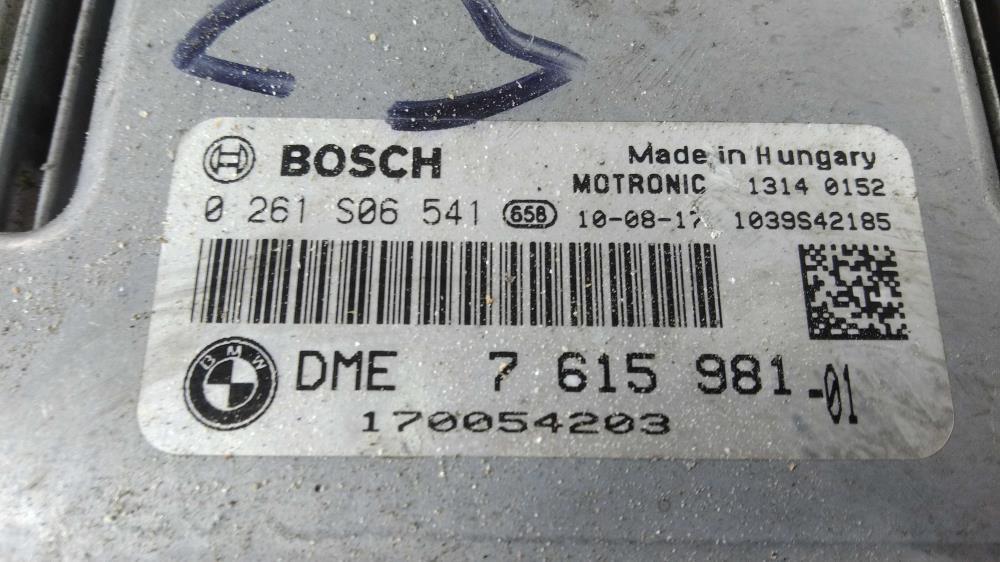 BOSCH
Made in Hungary
MOTRONIC 1314 0152
0 261 S06 541 658 10-08-17 1039S42185
BMW
DME 7 615 981-01
170054203